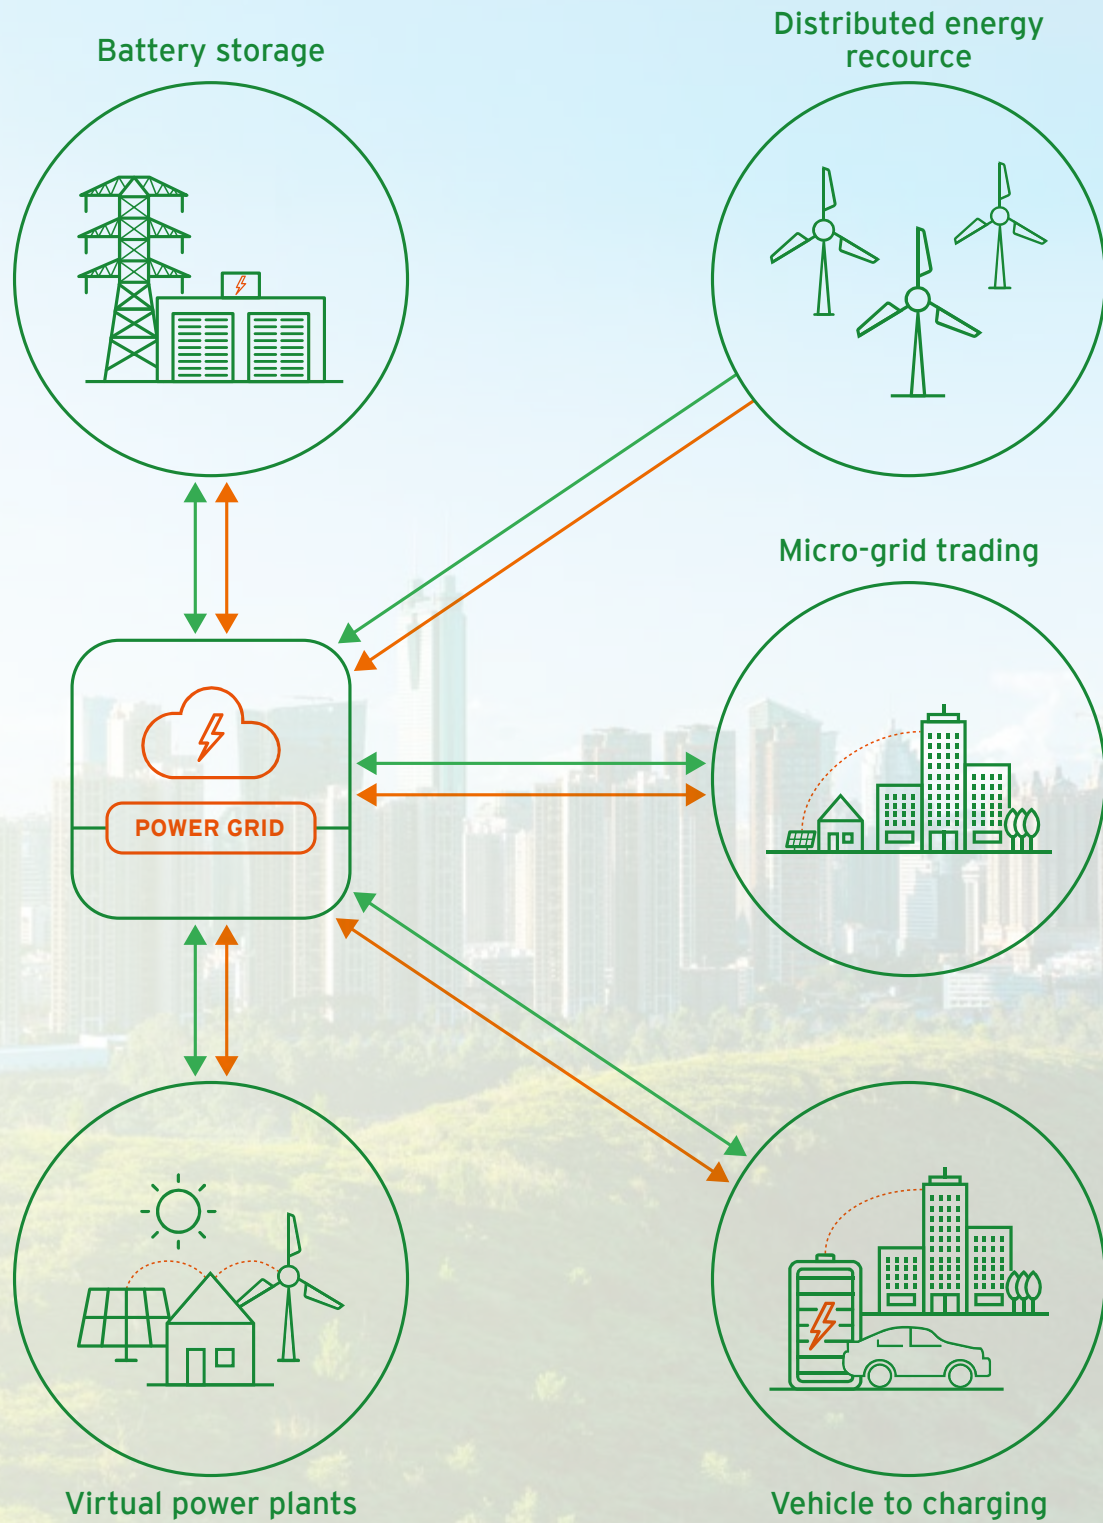 Battery storage
Distributed energy
recource
Micro-grid trading
POWER GRID
Virtual power plants
Vehicle to charging